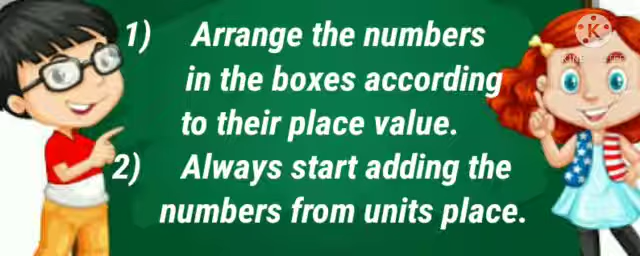 1) Arrange the numbers
in the boxes according
to their place value.
2) Always start adding the
numbers from units place.